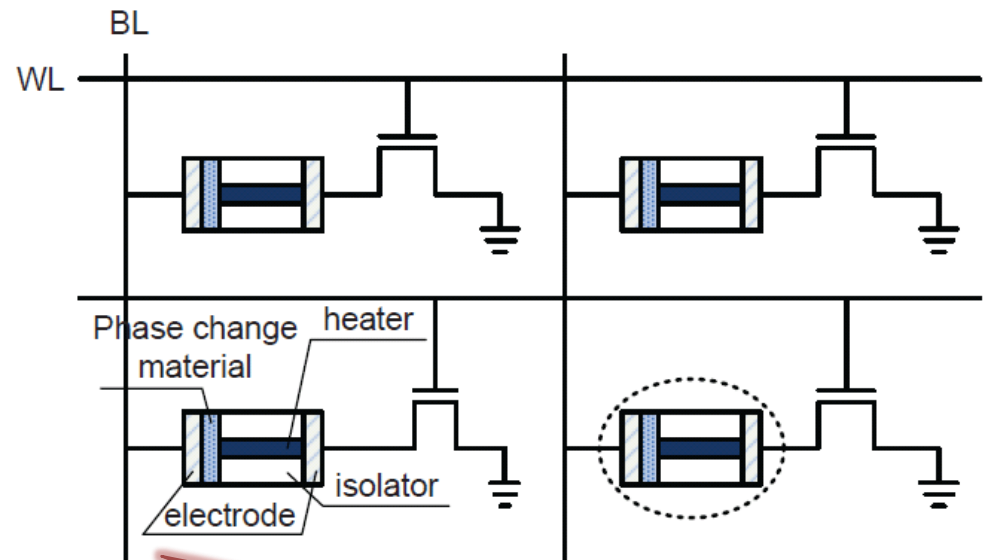 BL
WL
Phase change
material
heater
isolator
electrode